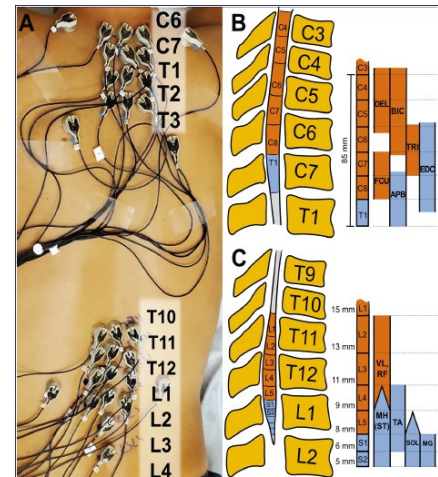 A
C6
C7
T1
T2
T3
T10
T11
T12
L1
L2
L3
L4
B
C4
C5
C6
C7
C8
T1
C3
C4
C5
C6
C7
T1
85 mm
C3
C4
C5
C6
C7
C8
T1
DEL
BIC
TRI
EDC
FCU
APB
C
L1
L2
L3
L4
L5
S1
T9
T10
T11
T12
L1
L2
15 mm
13 mm
11 mm
9 mm
8 mm
6 mm
5 mm
L1
L2
L3
L4
L5
S1
S2
VL,
RF
MH
(ST)
TA
SOL
MG